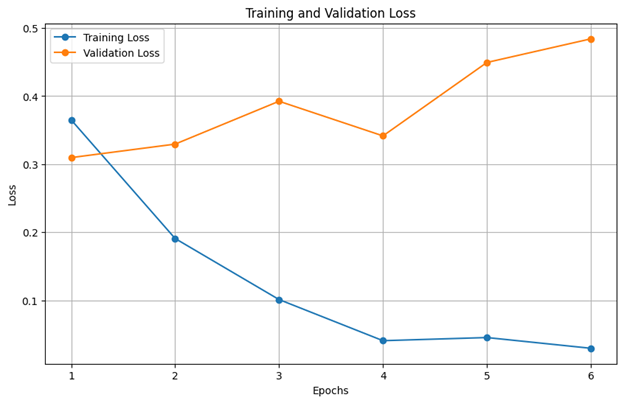 Training and Validation Loss
Training Loss
Validation Loss
0.5
0.4
0.3
0.2
0.1
Loss
1 2 3 4 5 6
Epochs